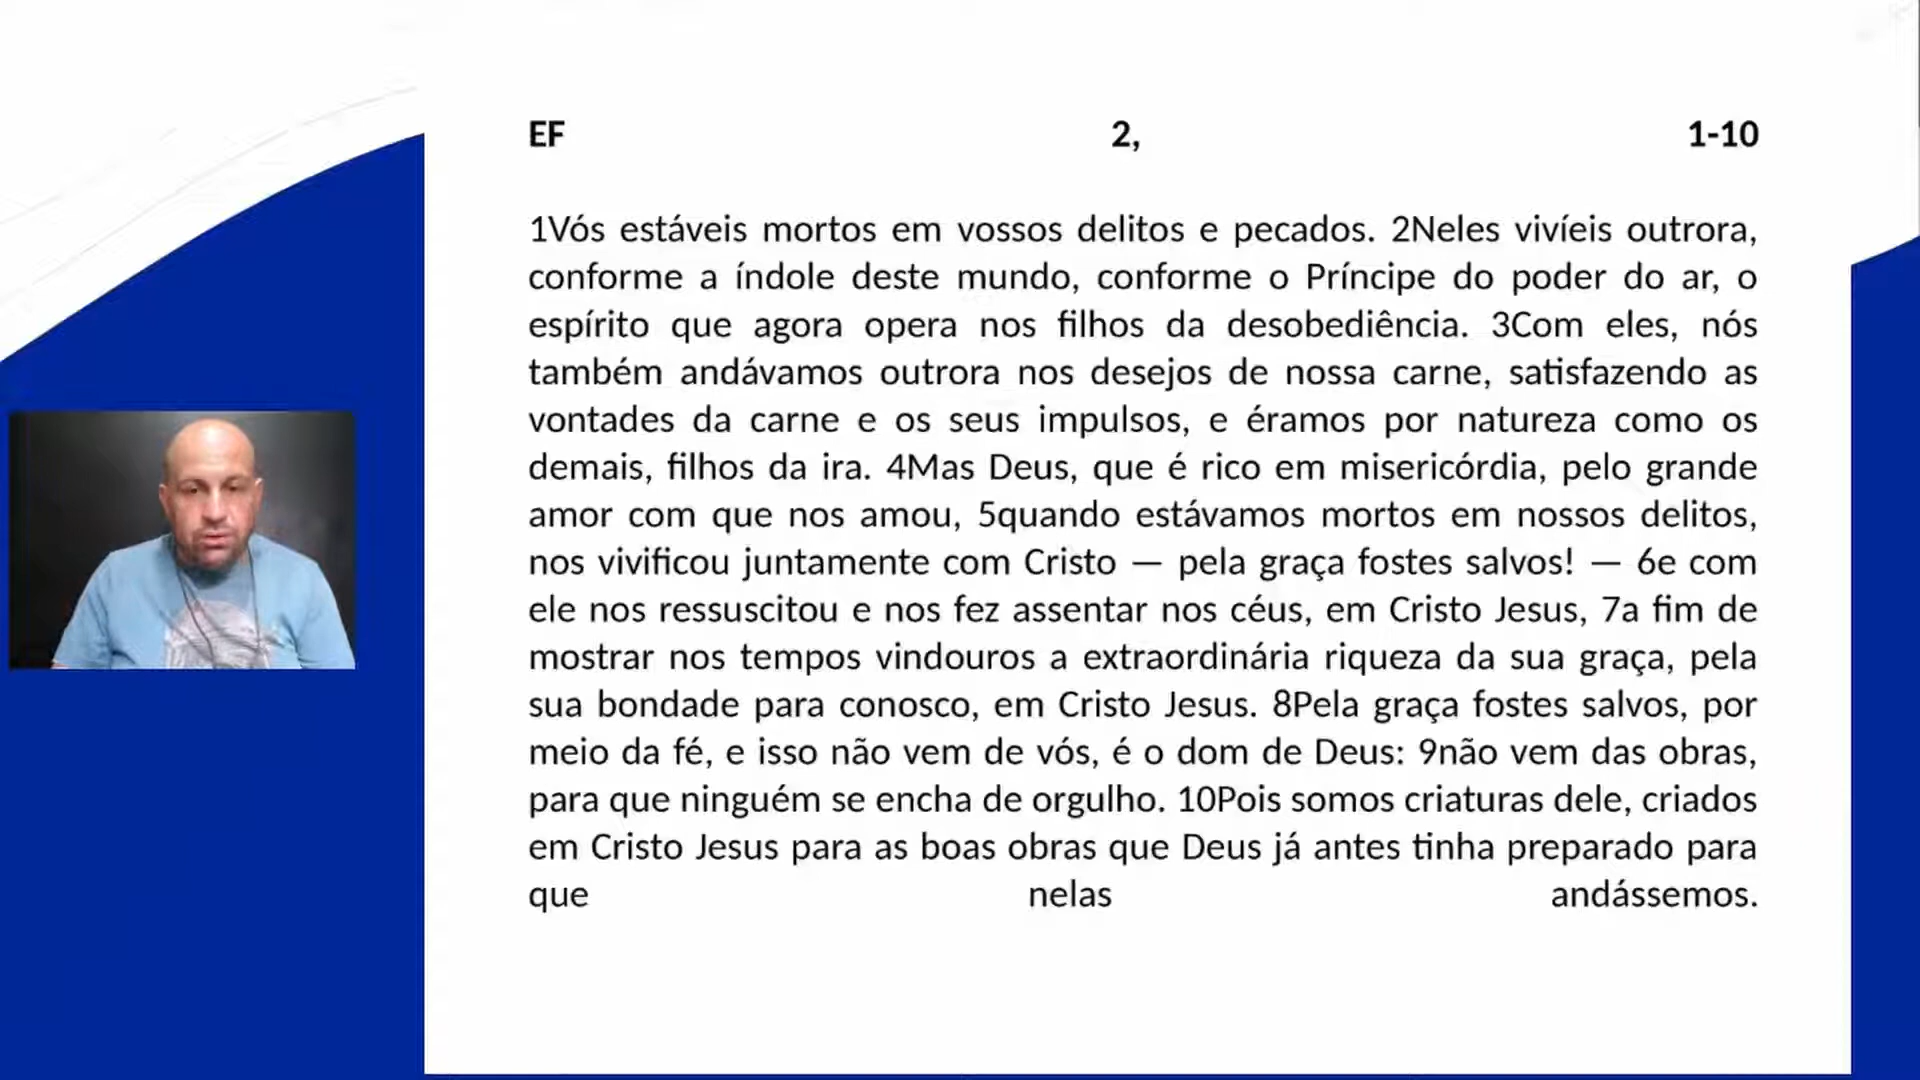 EF 2, 1-10
1Vós estáveis mortos em vossos delitos e pecados. 2Neles vivíeis outrora,
conforme a índole deste mundo, conforme o Príncipe do poder do ar, o
espírito que agora opera nos filhos da desobediência. 3Com eles, nós
também andávamos outrora nos desejos de nossa carne, satisfazendo as
vontades da carne e os seus impulsos, e éramos por natureza como os
demais, filhos da ira. 4Mas Deus, que é rico em misericórdia, pelo grande
amor com que nos amou, 5quando estávamos mortos em nossos delitos,
nos vivificou juntamente com Cristo — pela graça fostes salvos! — 6e com
ele nos ressuscitou e nos fez assentar nos céus, em Cristo Jesus, 7a fim de
mostrar nos tempos vindouros a extraordinária riqueza da sua graça, pela
sua bondade para conosco, em Cristo Jesus. 8Pela graça fostes salvos, por
meio da fé, e isso não vem de vós, é o dom de Deus: 9não vem das obras,
para que ninguém se encha de orgulho. 10Pois somos criaturas dele, criados
em Cristo Jesus para as boas obras que Deus já antes tinha preparado para
que nelas andássemos.